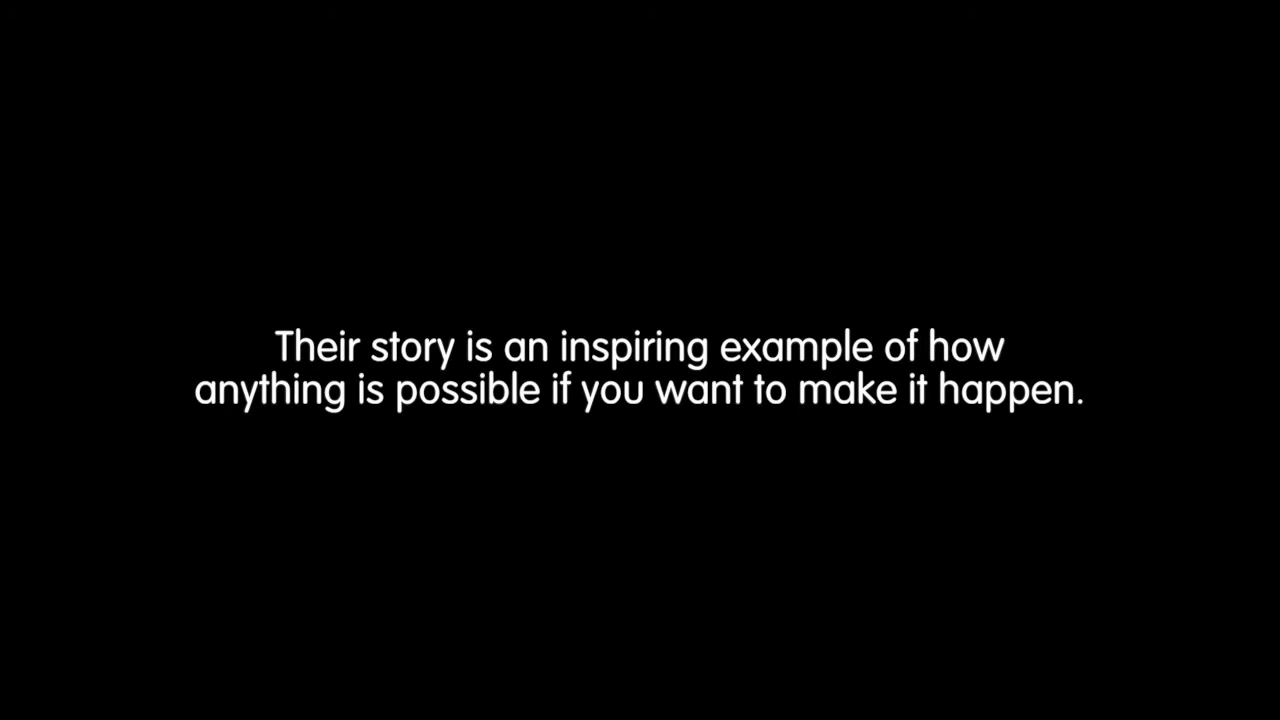 Their story is an inspiring example of how
anything is possible if you want to make it happen.